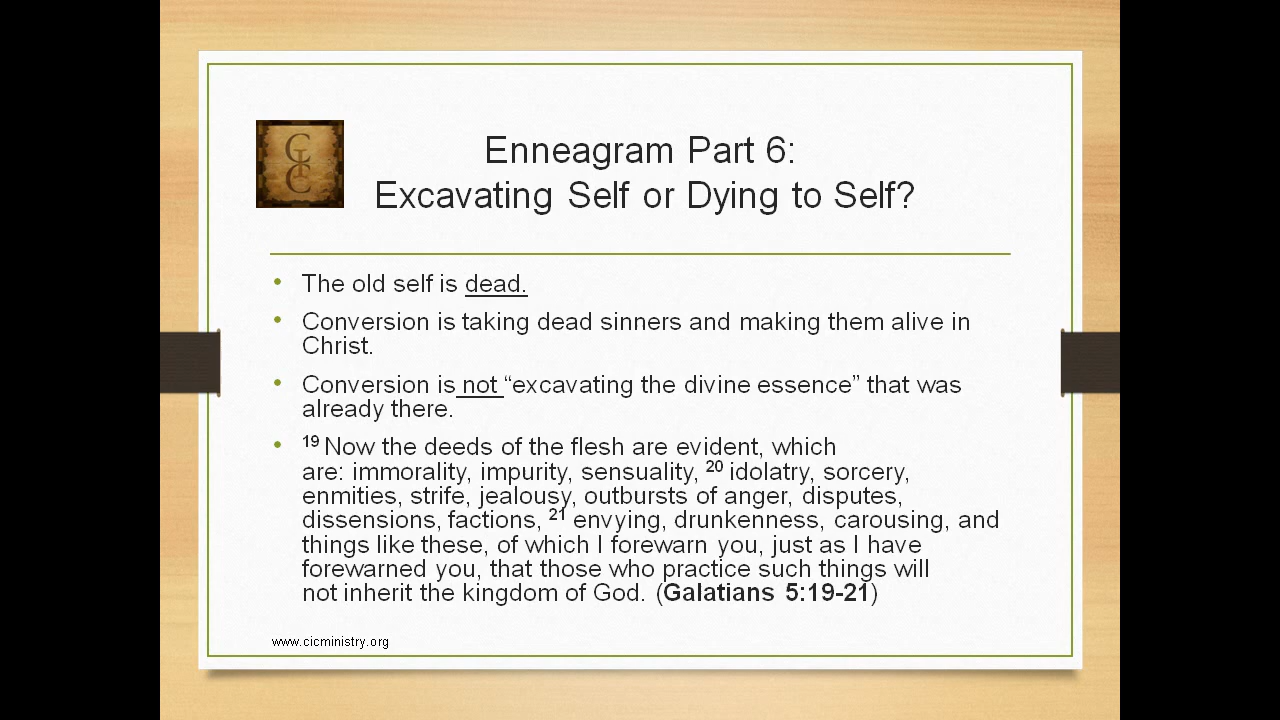 CIC
Enneagram Part 6:
Excavating Self or Dying to Self?
• The old self is dead.
• Conversion is taking dead sinners and making them alive in
Christ.
• Conversion is not “excavating the divine essence” that was
already there.
• 19 Now the deeds of the flesh are evident, which
are: immorality, impurity, sensuality, 20 idolatry, sorcery,
enmities, strife, jealousy, outbursts of anger, disputes,
dissensions, factions, 21 envying, drunkenness, carousing, and
things like these, of which I forewarn you, just as I have
forewarned you, that those who practice such things will
not inherit the kingdom of God. (Galatians 5:19-21)
www.cicministry.org